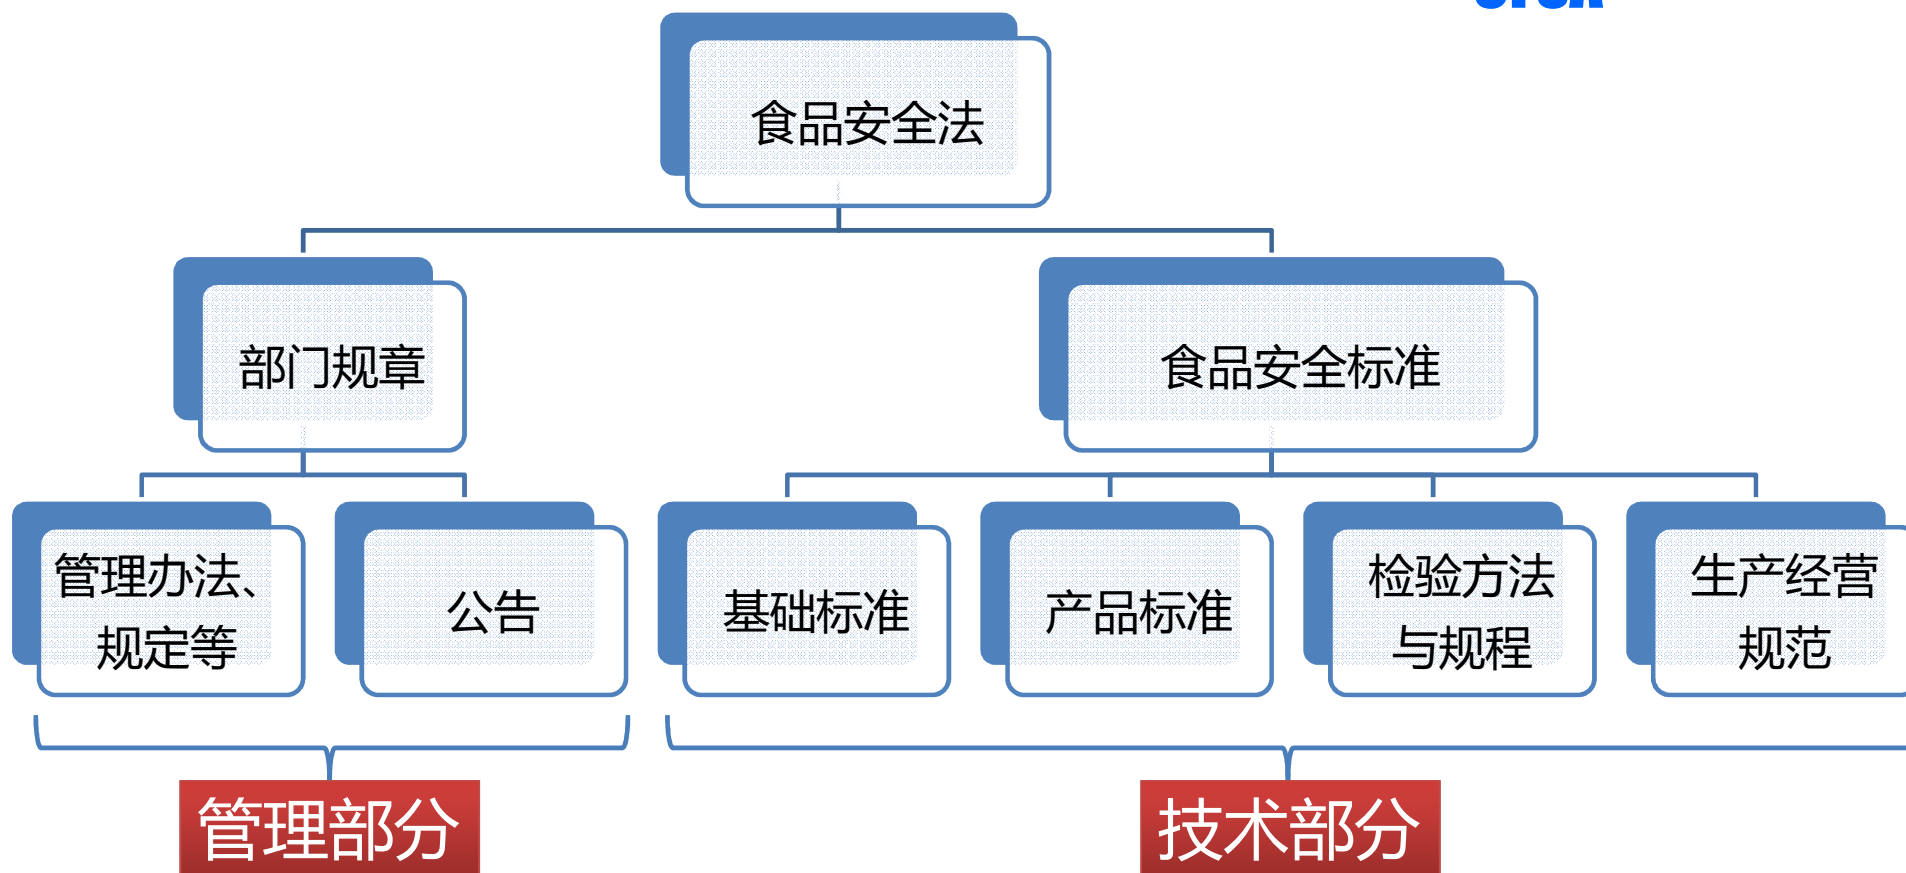 食品安全法
部门规章
食品安全标准
管理办法、
规定等
公告
基础标准
产品标准
检验方法
与规程
生产经营
规范
管理部分
技术部分